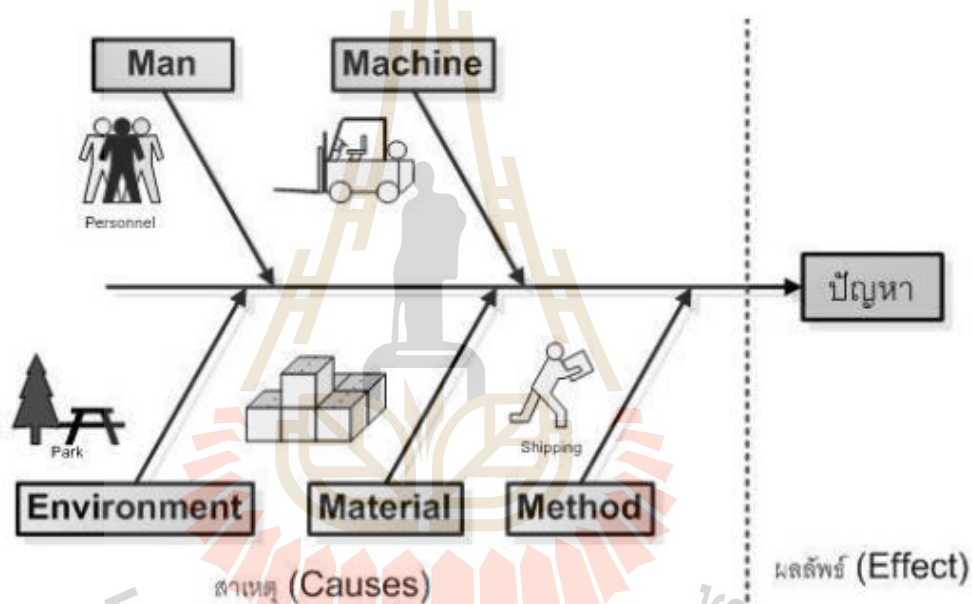 Man
Machine
Personnel
ปัญหา
Park
Shipping
Environment
Material
Method
สาเหตุ (Causes)
ผลลัพธ์ (Effect)